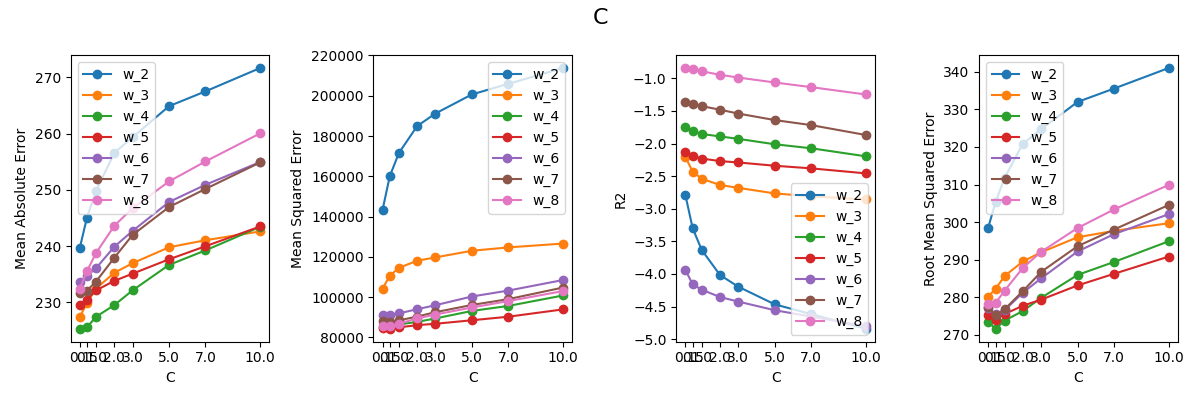 C
Mean Absolute Error
270
260
250
240
230
w_2
w_3
w_4
w_5
w_6
w_7
w_8
2.0
3.0
5.0
7.0
10.0
C
Mean Squared Error
220000
200000
180000
160000
140000
120000
100000
80000
w_2
w_3
w_4
w_5
w_6
w_7
w_8
2.0
3.0
5.0
7.0
10.0
C
R2
−1.0
−1.5
−2.0
−2.5
−3.0
−3.5
−4.0
−4.5
−5.0
w_2
w_3
w_4
w_5
w_6
w_7
w_8
2.0
3.0
5.0
7.0
10.0
C
Root Mean Squared Error
340
330
320
310
300
290
280
270
w_2
w_3
w_4
w_5
w_6
w_7
w_8
2.0
3.0
5.0
7.0
10.0
C